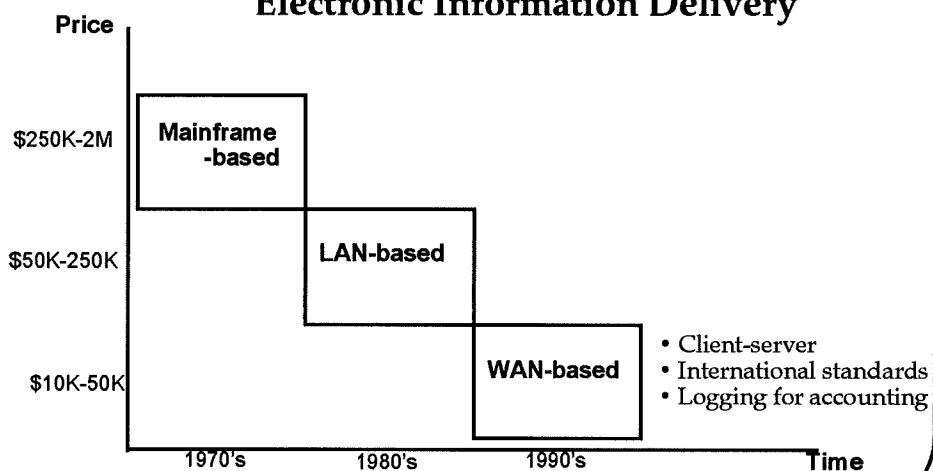 Electronic Information Delivery
Price
$250K-2M
Mainframe
-based
$50K-250K
LAN-based
$10K-50K
WAN-based
• Client-server
• International standards
• Logging for accounting
1970's
1980's
1990's
Time